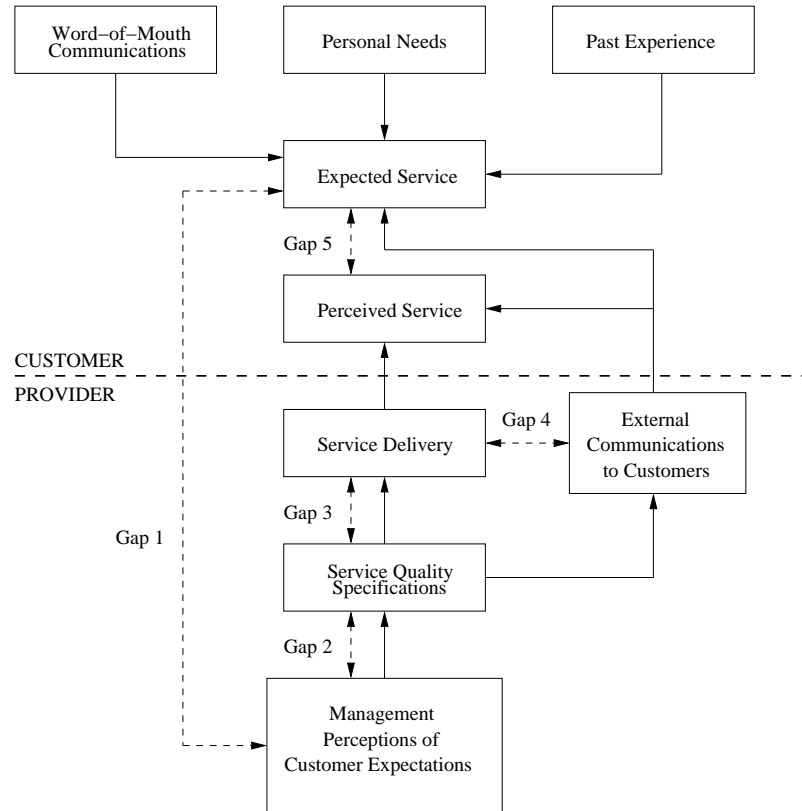 Word−of−Mouth
Communications
Personal Needs
Past Experience
Expected Service
Gap 5
Perceived Service
CUSTOMER
PROVIDER
Service Delivery
Gap 4
External
Communications
to Customers
Gap 3
Gap 1
Service Quality
Specifications
Gap 2
Management
Perceptions of
Customer Expectations